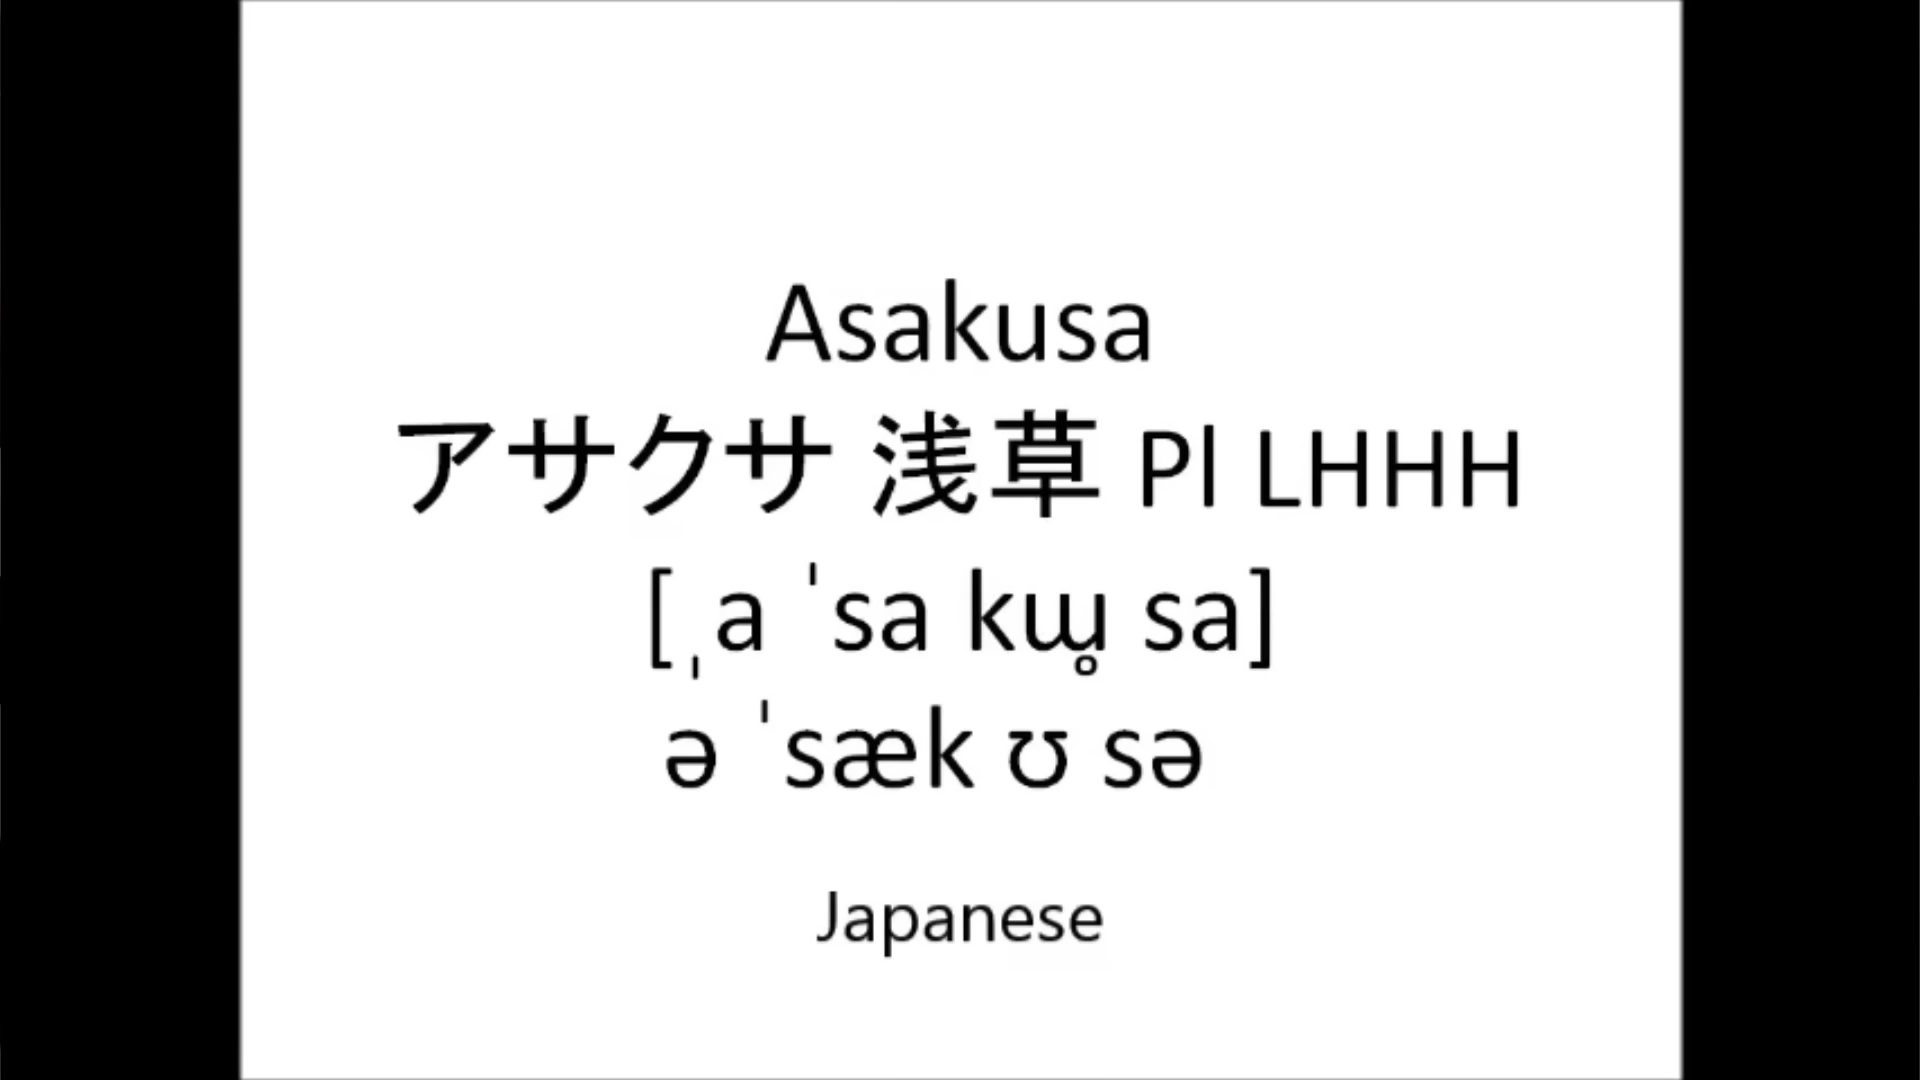 Asakusa
アサクサ 浅草 Pl LHHH
[ˌa ˈsa kɯ̥ sa]
ə ˈsæk ʊ sə
Japanese